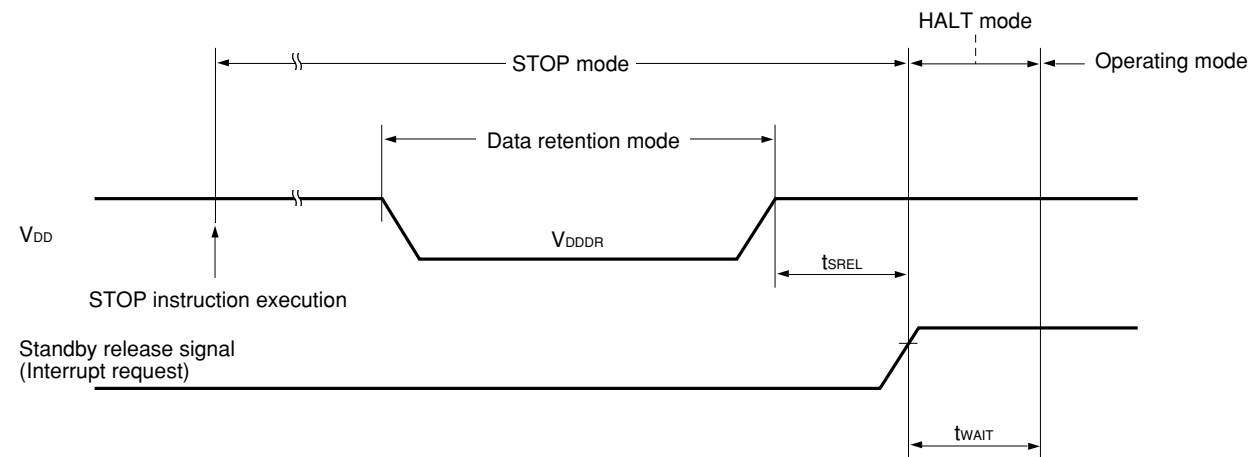 HALT mode
STOP mode
Operating mode
Data retention mode
VDD
VDDDR
tSREL
STOP instruction execution
Standby release signal
(Interrupt request)
tWAIT